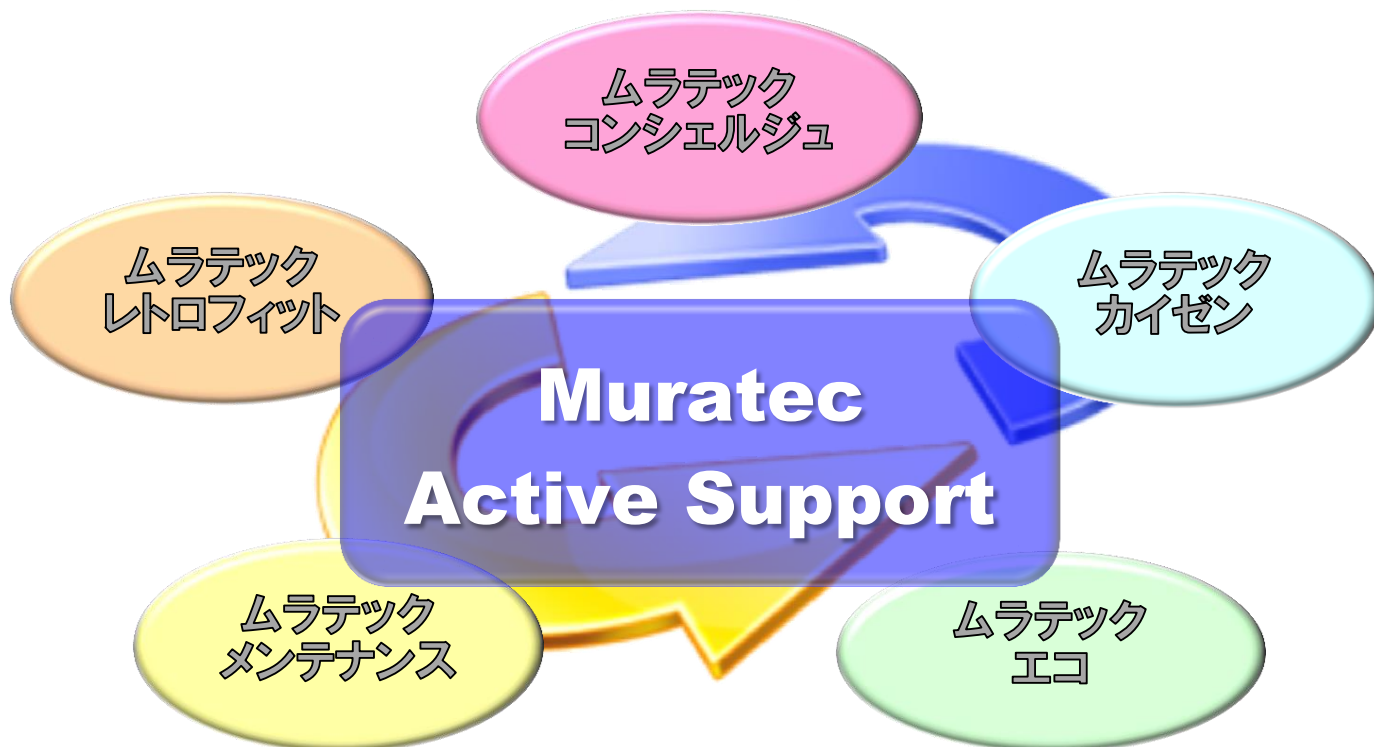 ムラテック
コンシェルジュ
ムラテック
レトロフィット
ムラテック
カイゼン
Muratec
Active Support
ムラテック
メンテナンス
ムラテック
エコ